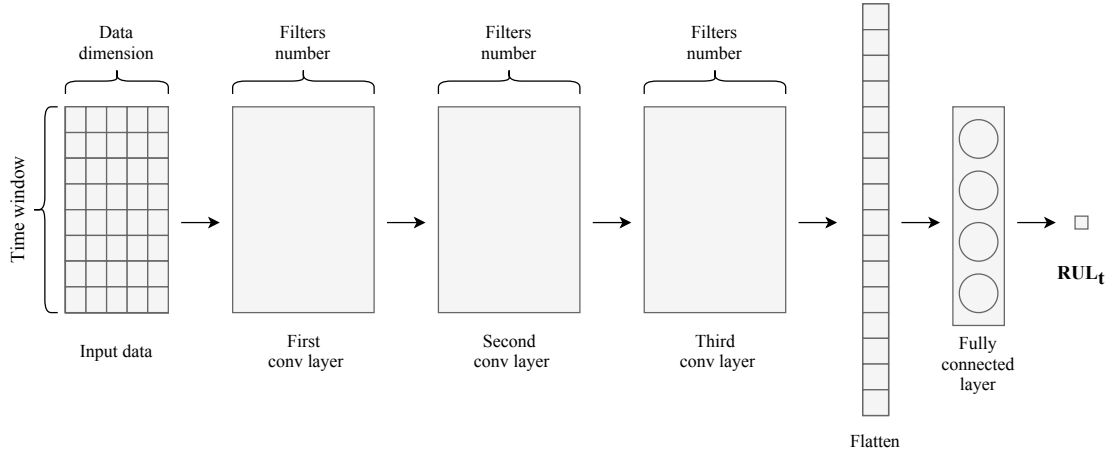 Data
dimension
Filters
number
Filters
number
Filters
number
Time window
Input data
First
conv layer
Second
conv layer
Third
conv layer
Flatten
Fully
connected
layer
RULt